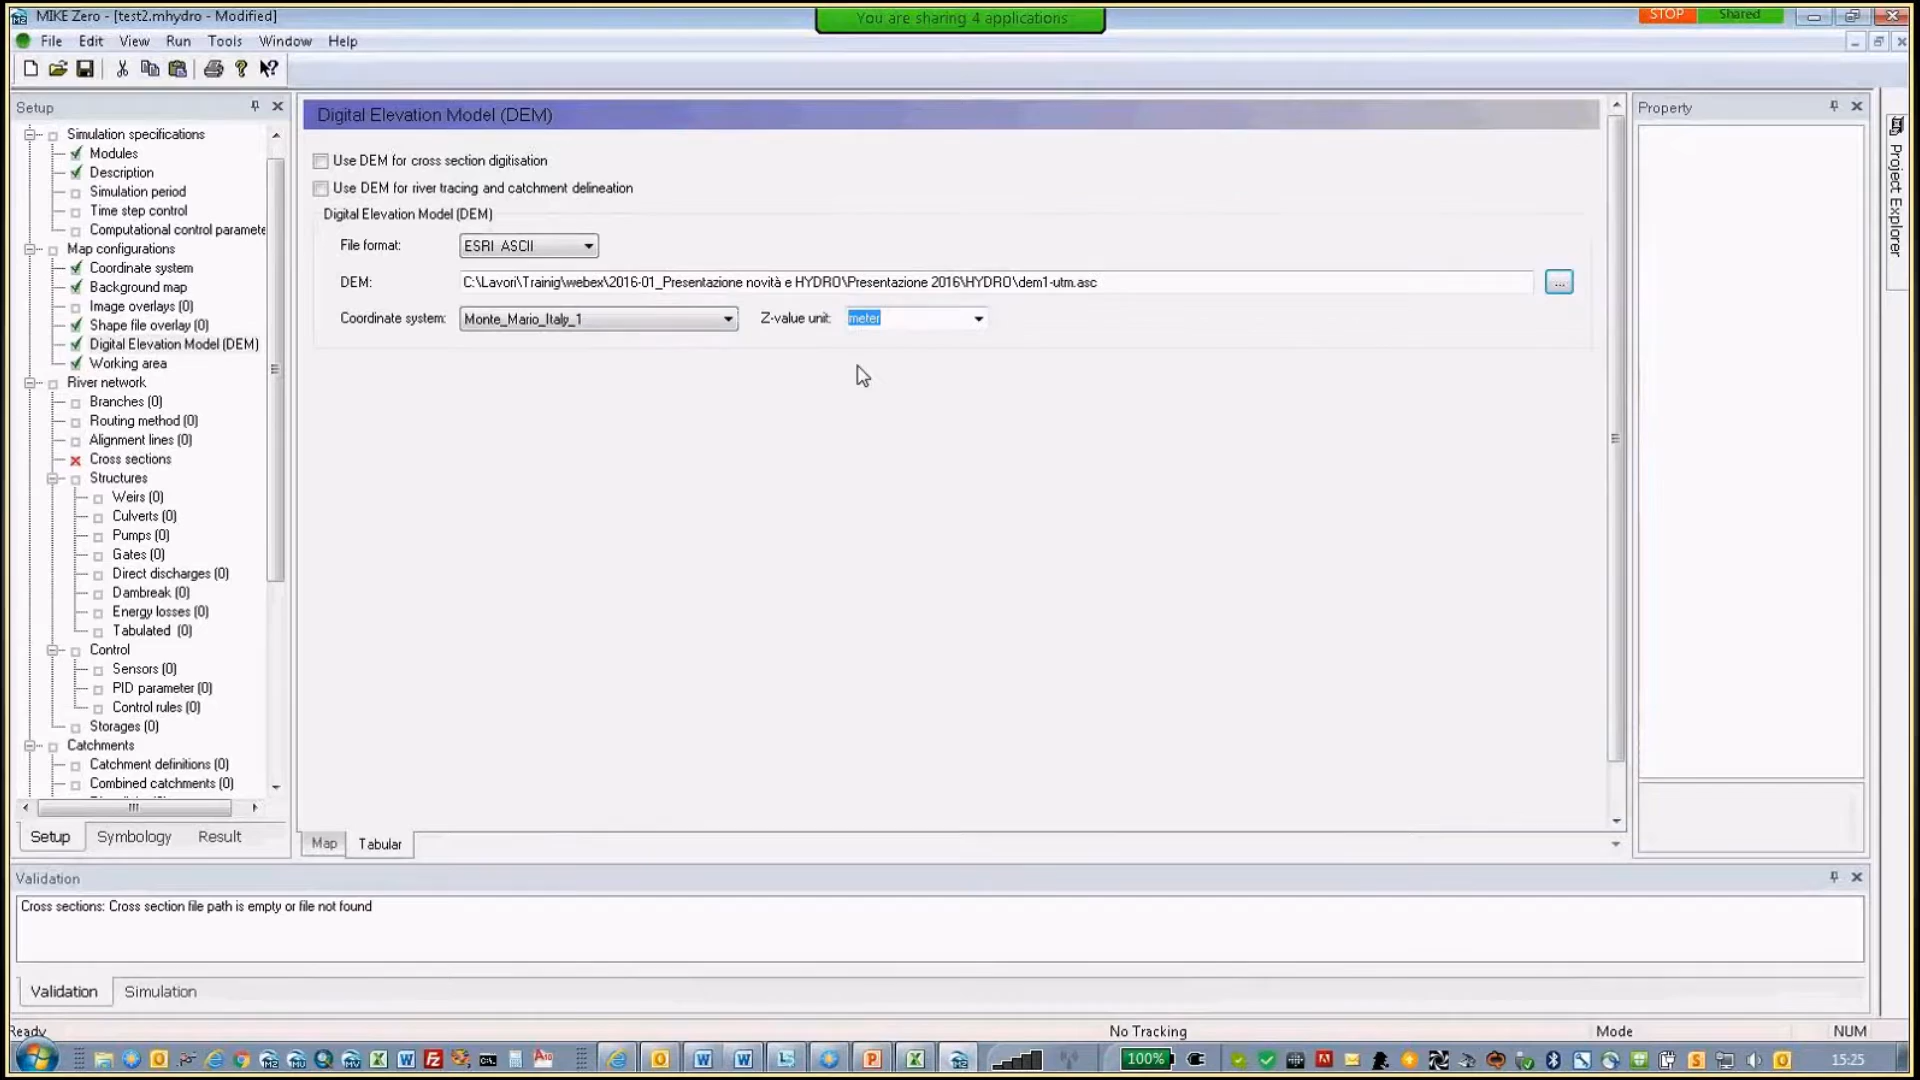 MIKE Zero - [test2.mhydro - Modified]
You are sharing 4 applications
STOP
Shared
File Edit View Run Tools Window Help
Setup
Simulation specifications
Modules
Description
Simulation period
Time step control
Computational control paramete
Map configurations
Coordinate system
Background map
Image overlays (0)
Shape file overlay (0)
Digital Elevation Model (DEM)
Working area
River network
Branches (0)
Routing method (0)
Alignment lines (0)
Cross sections
Structures
Weirs (0)
Culverts (0)
Pumps (0)
Gates (0)
Direct discharges (0)
Dambreak (0)
Energy losses (0)
Tabulated (0)
Control
Sensors (0)
PID parameter (0)
Control rules (0)
Storages (0)
Catchments
Catchment definitions (0)
Combined catchments (0)
Setup Symbology Result
Digital Elevation Model (DEM)
Use DEM for cross section digitisation
Use DEM for river tracing and catchment delineation
Digital Elevation Model (DEM)
File format: ESRI ASCII
DEM: C:\Lavori\Trainig\webex\2016-01_Presentazione novità e HYDRO\Presentazione 2016\HYDRO\dem1-utm.asc ...
Coordinate system: Monte_Mario_Italy_1 Z-value unit: meter
Map Tabular
Property
Project Explorer
Validation
Cross sections: Cross section file path is empty or file not found
Validation Simulation
Ready
No Tracking
Mode
NUM
100%
15:25